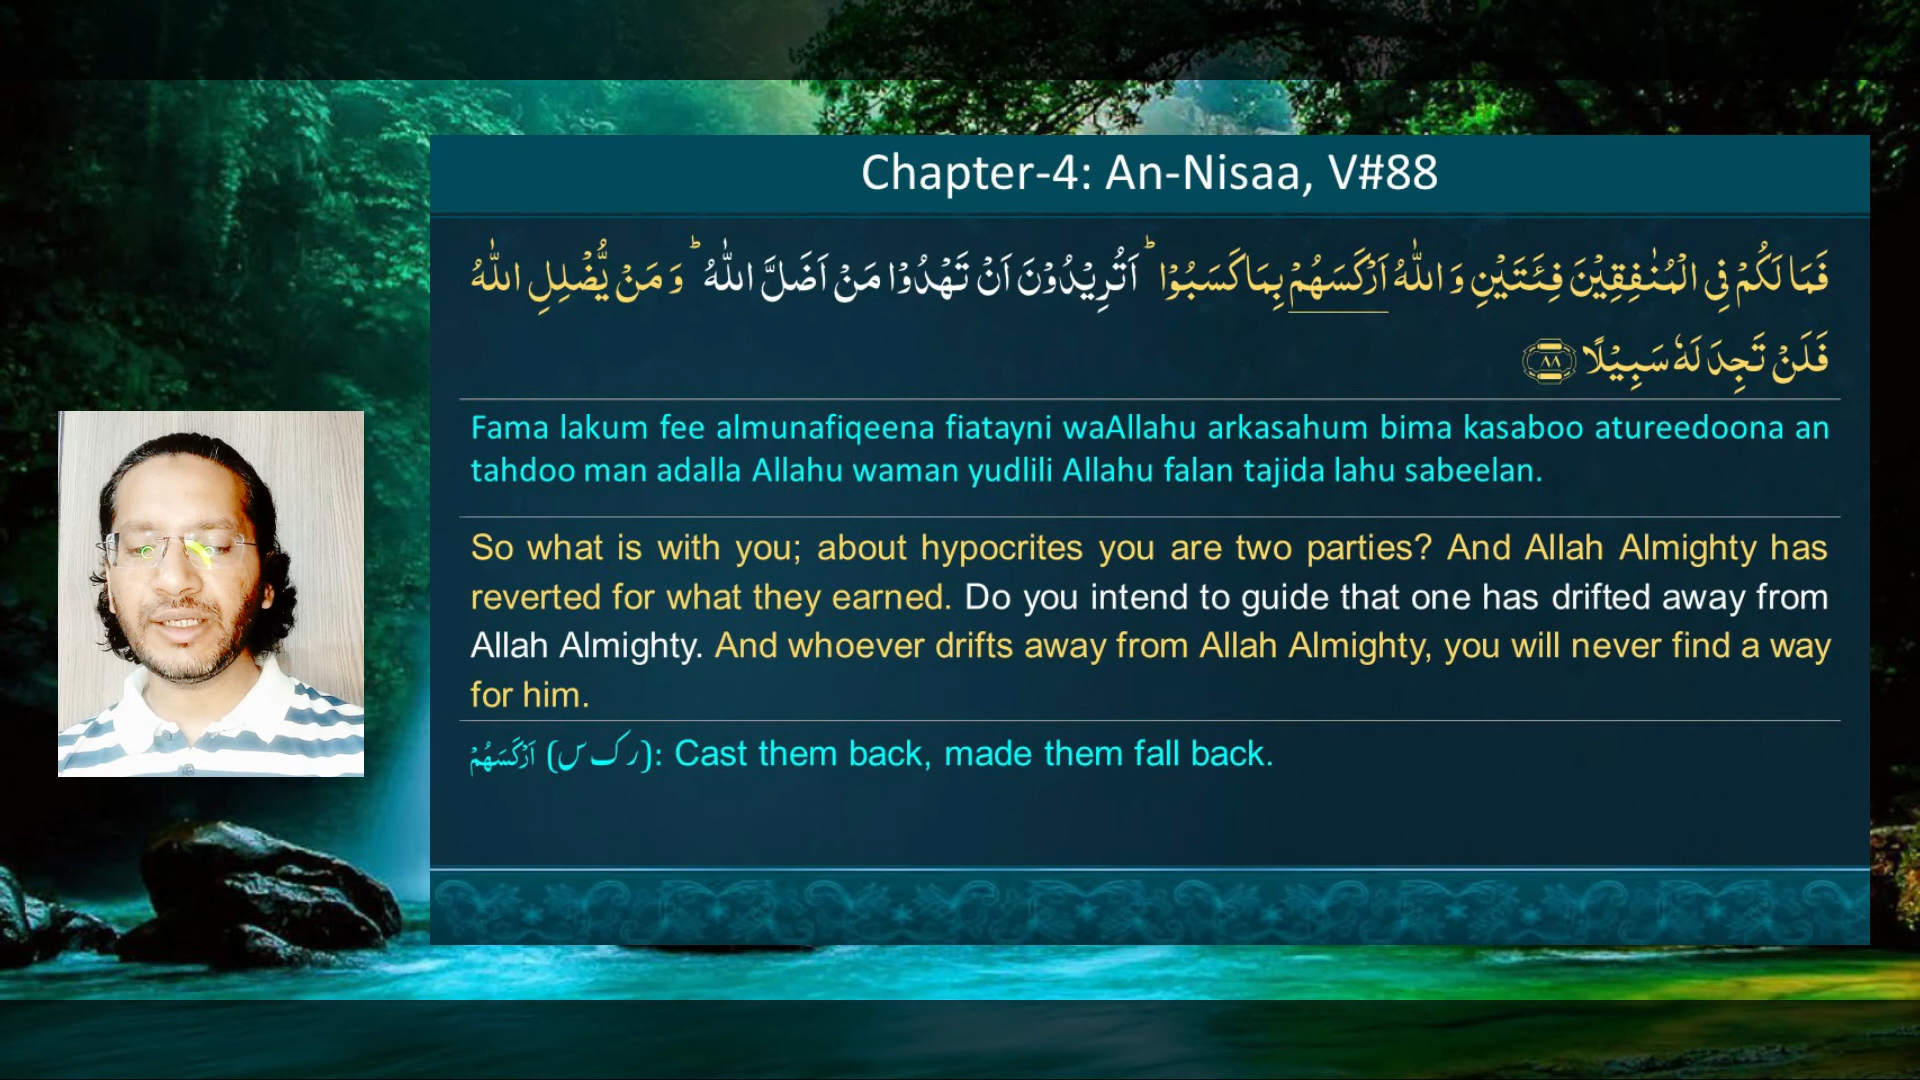 Chapter-4: An-Nisaa, V#88
فَمَا لَكُمْ فِي الْمُنٰفِقِيْنَ فِئَتَيْنِ وَ اللّٰهُ اَرْكَسَهُمْ بِمَا كَسَبُوْا ؕ اَتُرِيْدُوْنَ اَنْ تَهْدُوْا مَنْ اَضَلَّ اللّٰهُ ؕ وَ مَنْ يُّضْلِلِ اللّٰهُ
فَلَنْ تَجِدَ لَهٗ سَبِيْلًا ۸۸
Fama lakum fee almunafiqeena fiatayni waAllahu arkasahum bima kasaboo atureedoona an
tahdoo man adalla Allahu waman yudlili Allahu falan tajida lahu sabeelan.
So what is with you; about hypocrites you are two parties? And Allah Almighty has
reverted for what they earned. Do you intend to guide that one has drifted away from
Allah Almighty. And whoever drifts away from Allah Almighty, you will never find a way
for him.
اَرْكَسَهُمْ (ر ک س): Cast them back, made them fall back.